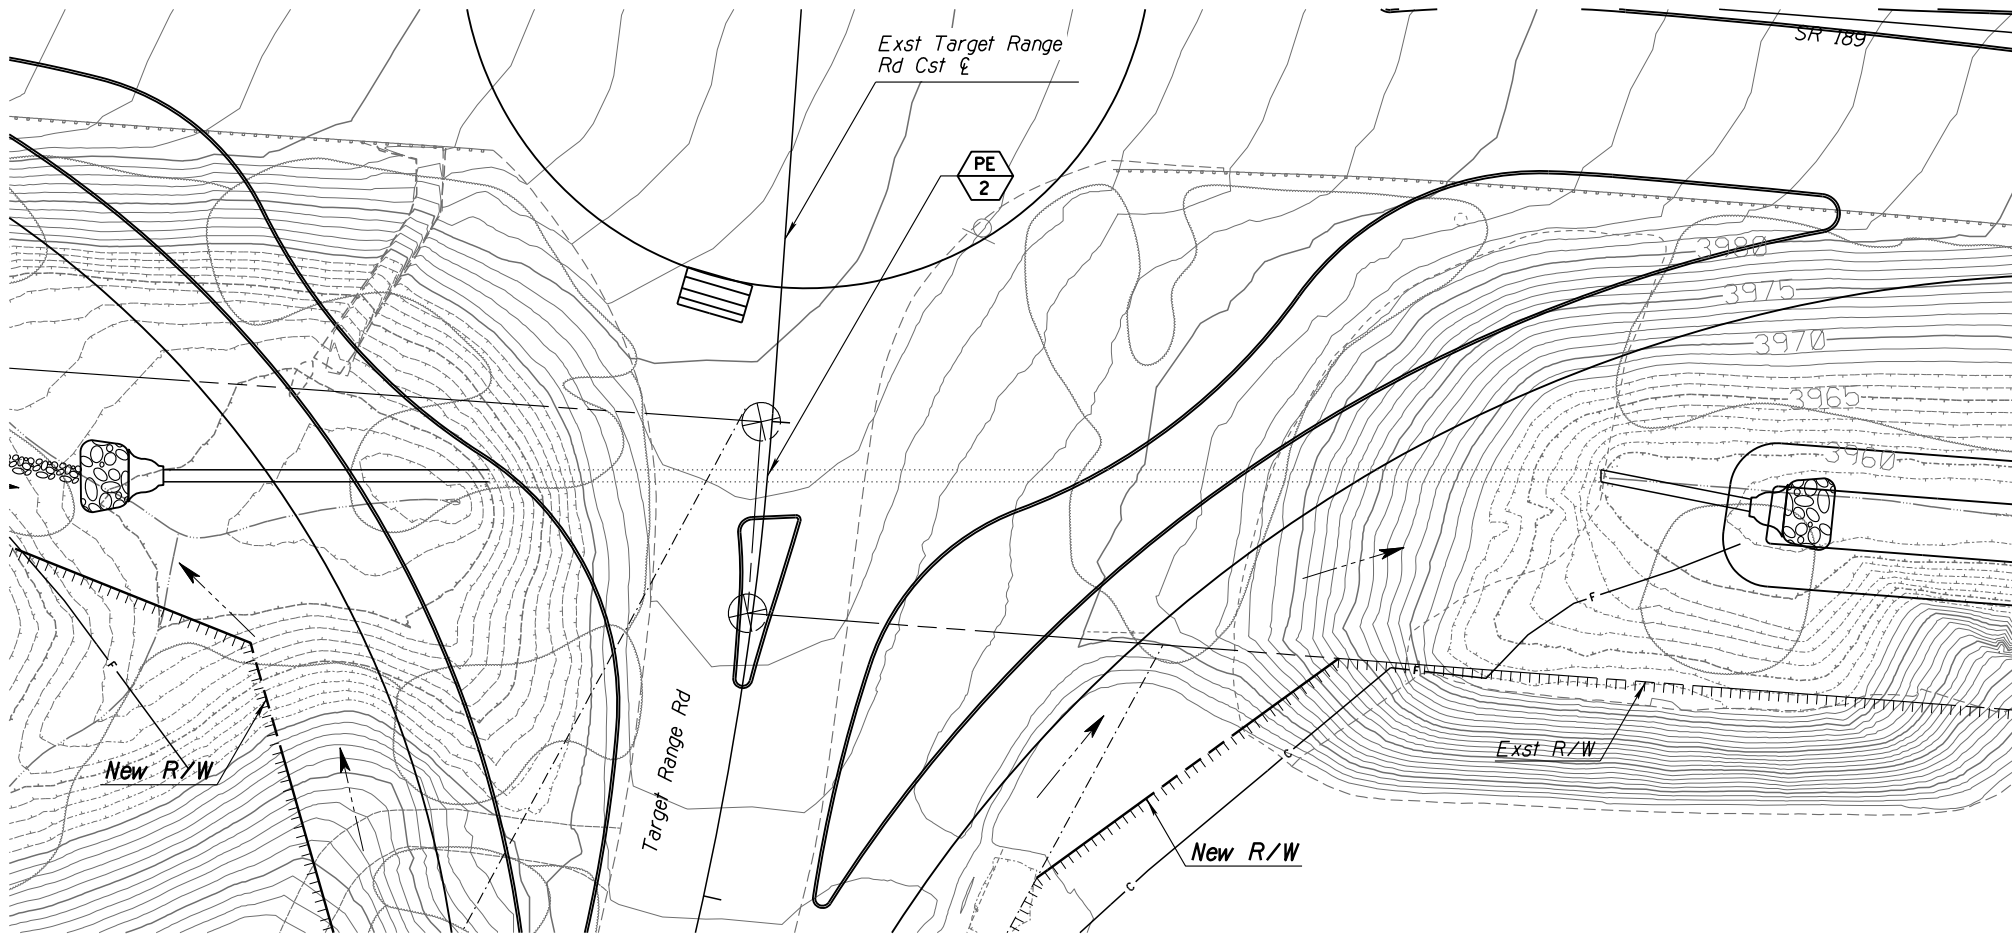 SR 189
Exst Target Range
Rd Cst ℄
PE
2
3980
3975
3970
3965
3960
F
F
F
Target Range Rd
New R/W
Exst R/W
C
New R/W
C